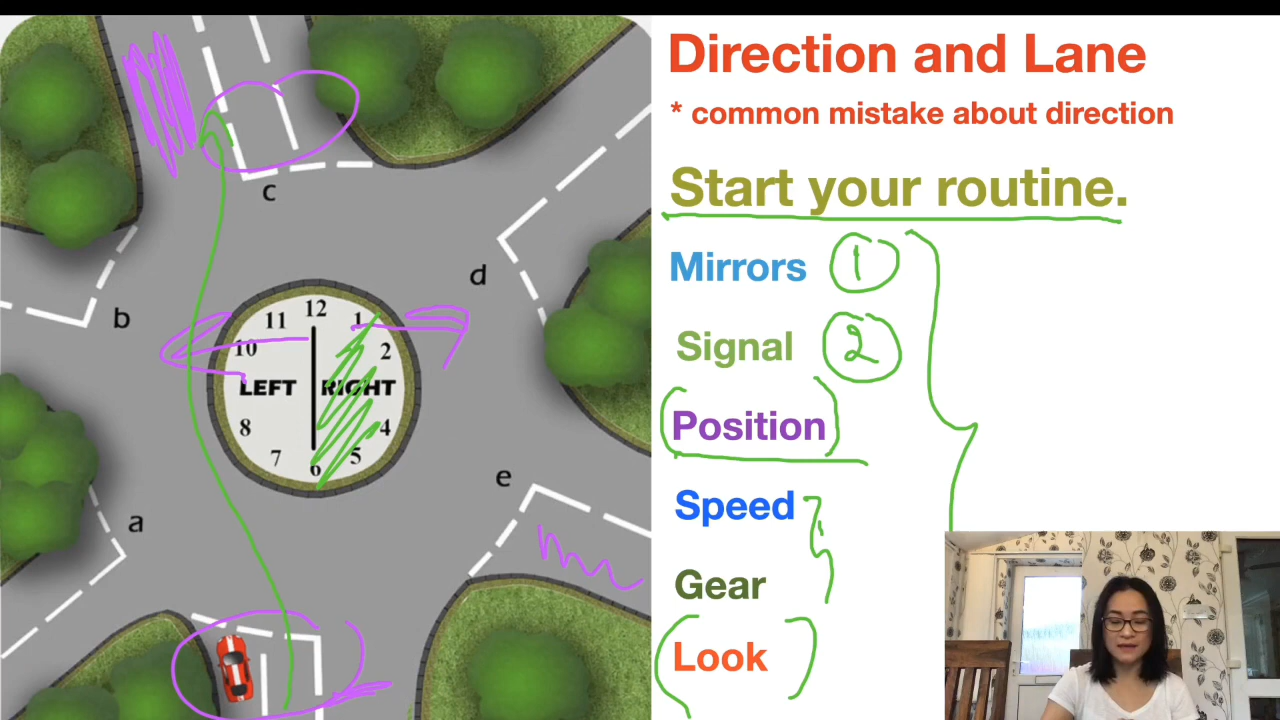 Direction and Lane
* common mistake about direction
Start your routine.
Mirrors 1
Signal 2
Position
Speed
Gear
Look
c
d
b
12
11 1
10 2
LEFT RIGHT
8 4
7 5
6
e
a